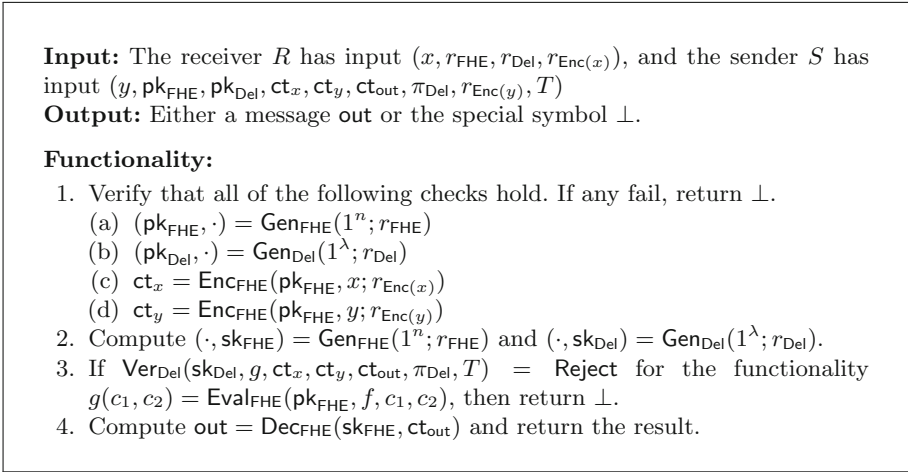 Input: The receiver R has input (x, r_FHE, r_Del, r_Enc(x)), and the sender S has
input (y, pk_FHE, pk_Del, ct_x, ct_y, ct_out, π_Del, r_Enc(y), T)
Output: Either a message out or the special symbol ⊥.
Functionality:
1. Verify that all of the following checks hold. If any fail, return ⊥.
(a) (pk_FHE, ·) = Gen_FHE(1^n; r_FHE)
(b) (pk_Del, ·) = Gen_Del(1^λ; r_Del)
(c) ct_x = Enc_FHE(pk_FHE, x; r_Enc(x))
(d) ct_y = Enc_FHE(pk_FHE, y; r_Enc(y))
2. Compute (·, sk_FHE) = Gen_FHE(1^n; r_FHE) and (·, sk_Del) = Gen_Del(1^λ; r_Del).
3. If Ver_Del(sk_Del, g, ct_x, ct_y, ct_out, π_Del, T) = Reject for the functionality
g(c_1, c_2) = Eval_FHE(pk_FHE, f, c_1, c_2), then return ⊥.
4. Compute out = Dec_FHE(sk_FHE, ct_out) and return the result.